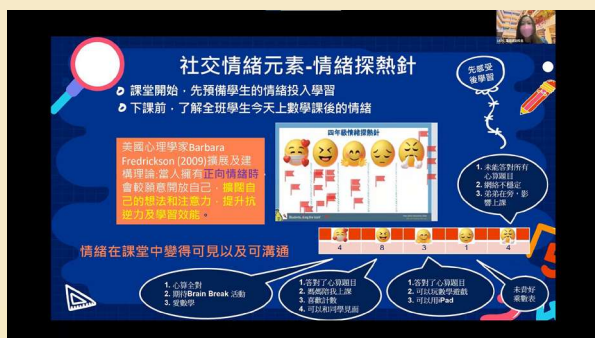 社交情緒元素-情緒探熱針
課堂開始，先預備學生的情緒投入學習
下課前，了解全班學生今天上數學課後的情緒
先感受
後學習
美國心理學家Barbara
Fredrickson (2009)擴展及建
構理論:當人擁有正向情緒時，
會較願意開放自己，擴闊自
己的想法和注意力，提升抗
逆力及學習效能。
四年級情緒探熱針
1. 未能答對所有
心算題目
2. 網絡不穩定
3. 弟弟在旁，影
響上課
4 8 3 1 4
情緒在課堂中變得可見以及可溝通
1. 心算全對
2. 期待Brain Break 活動
3. 愛數學
1.答對了心算題目
2. 媽媽陪我上課
3. 喜歡計數
4. 可以和同學見面
1.答對了心算題目
2. 可以玩數學遊戲
3. 可以用iPad
未背好
乘數表